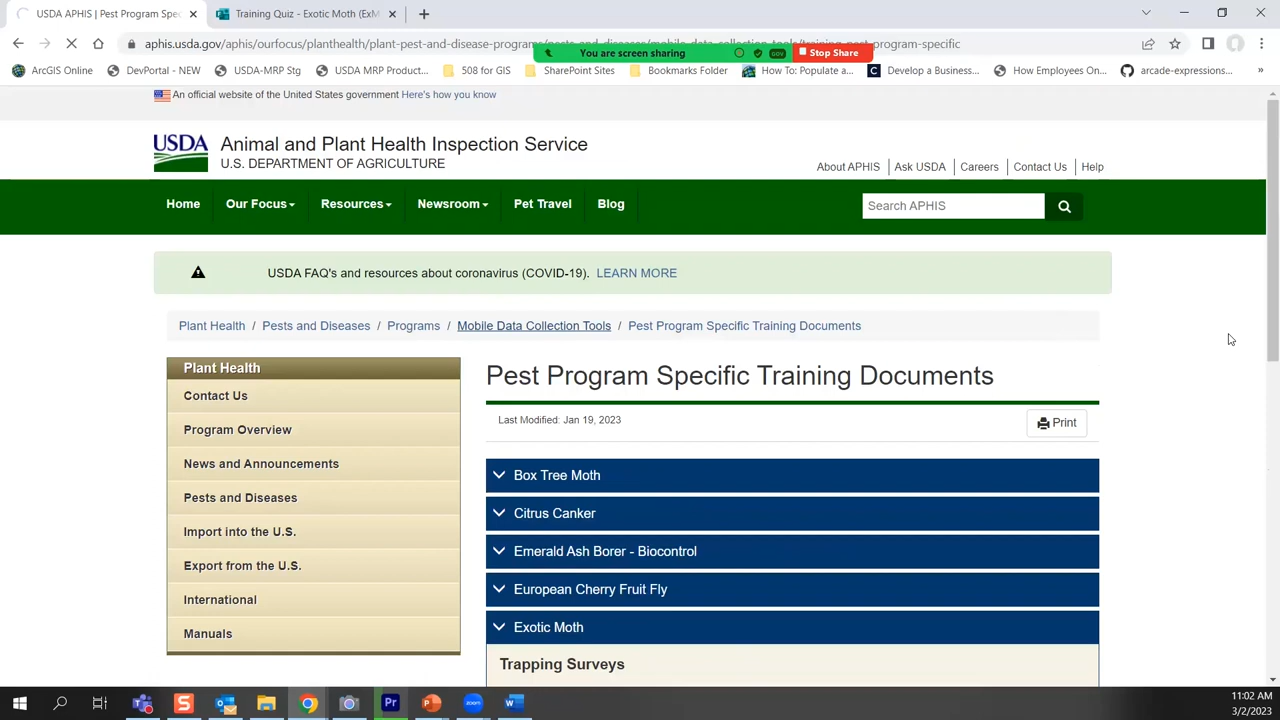 USDA APHIS | Pest Program Spec
Training Quiz - Exotic Moth (ExM
aphis.usda.gov/aphis/ourfocus/planthealth/plant-pest-and-disease-programs/pests-and-diseases/mobile-data-collection-tools/training-pest-program-specific
You are screen sharing
GOV
Stop Share
ArcGIS Online
DevPortal - NEW!
USDA-MRP Stg
USDA MRP Product...
508 for GIS
SharePoint Sites
Bookmarks Folder
How To: Populate a...
Develop a Business...
How Employees On...
arcade-expressions...
An official website of the United States government Here's how you know
USDA
Animal and Plant Health Inspection Service
U.S. DEPARTMENT OF AGRICULTURE
About APHIS
Ask USDA
Careers
Contact Us
Help
Home
Our Focus
Resources
Newsroom
Pet Travel
Blog
Search APHIS
USDA FAQ's and resources about coronavirus (COVID-19). LEARN MORE
Plant Health / Pests and Diseases / Programs / Mobile Data Collection Tools / Pest Program Specific Training Documents
Plant Health
Contact Us
Program Overview
News and Announcements
Pests and Diseases
Import into the U.S.
Export from the U.S.
International
Manuals
Pest Program Specific Training Documents
Last Modified: Jan 19, 2023
Print
Box Tree Moth
Citrus Canker
Emerald Ash Borer - Biocontrol
European Cherry Fruit Fly
Exotic Moth
Trapping Surveys
11:02 AM
3/2/2023